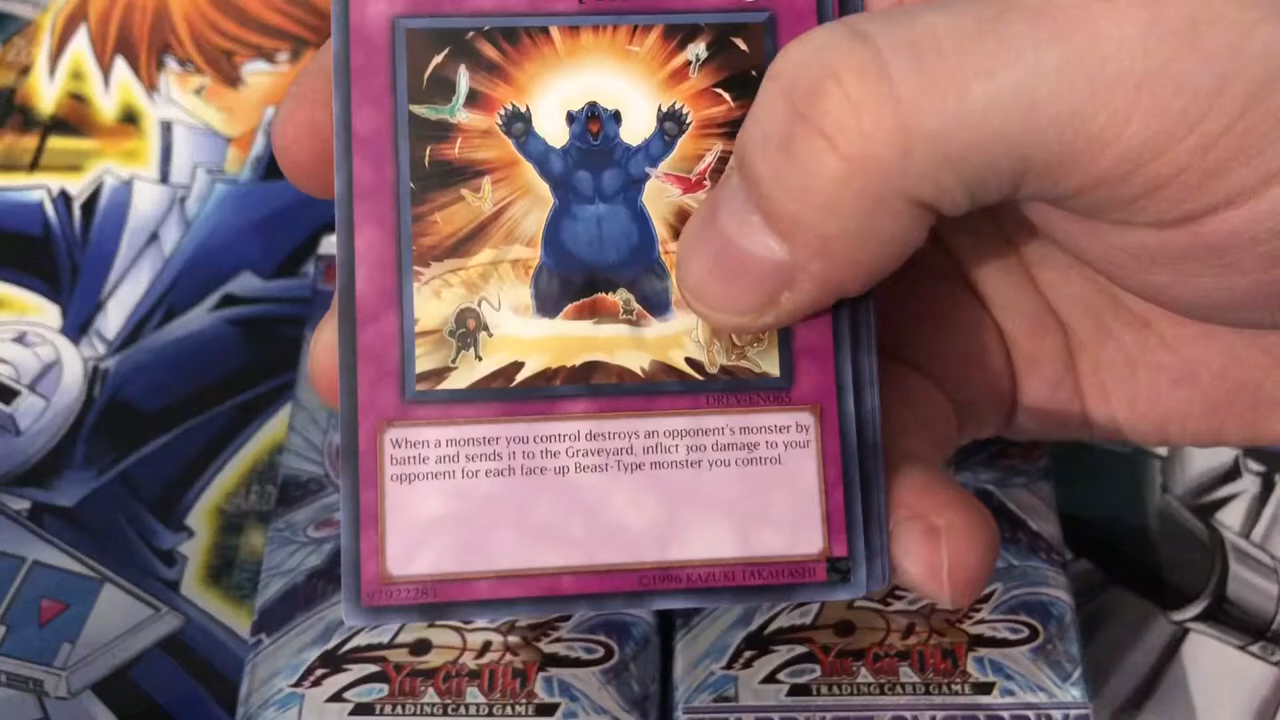 DREV-EN065
When a monster you control destroys an opponent's monster by
battle and sends it to the Graveyard, inflict 300 damage to your
opponent for each face-up Beast-Type monster you control.
©1996 KAZUKI TAKAHASHI
5D's
Yu-Gi-Oh!
TRADING CARD GAME
5D's
Yu-Gi-Oh!
TRADING CARD GAME